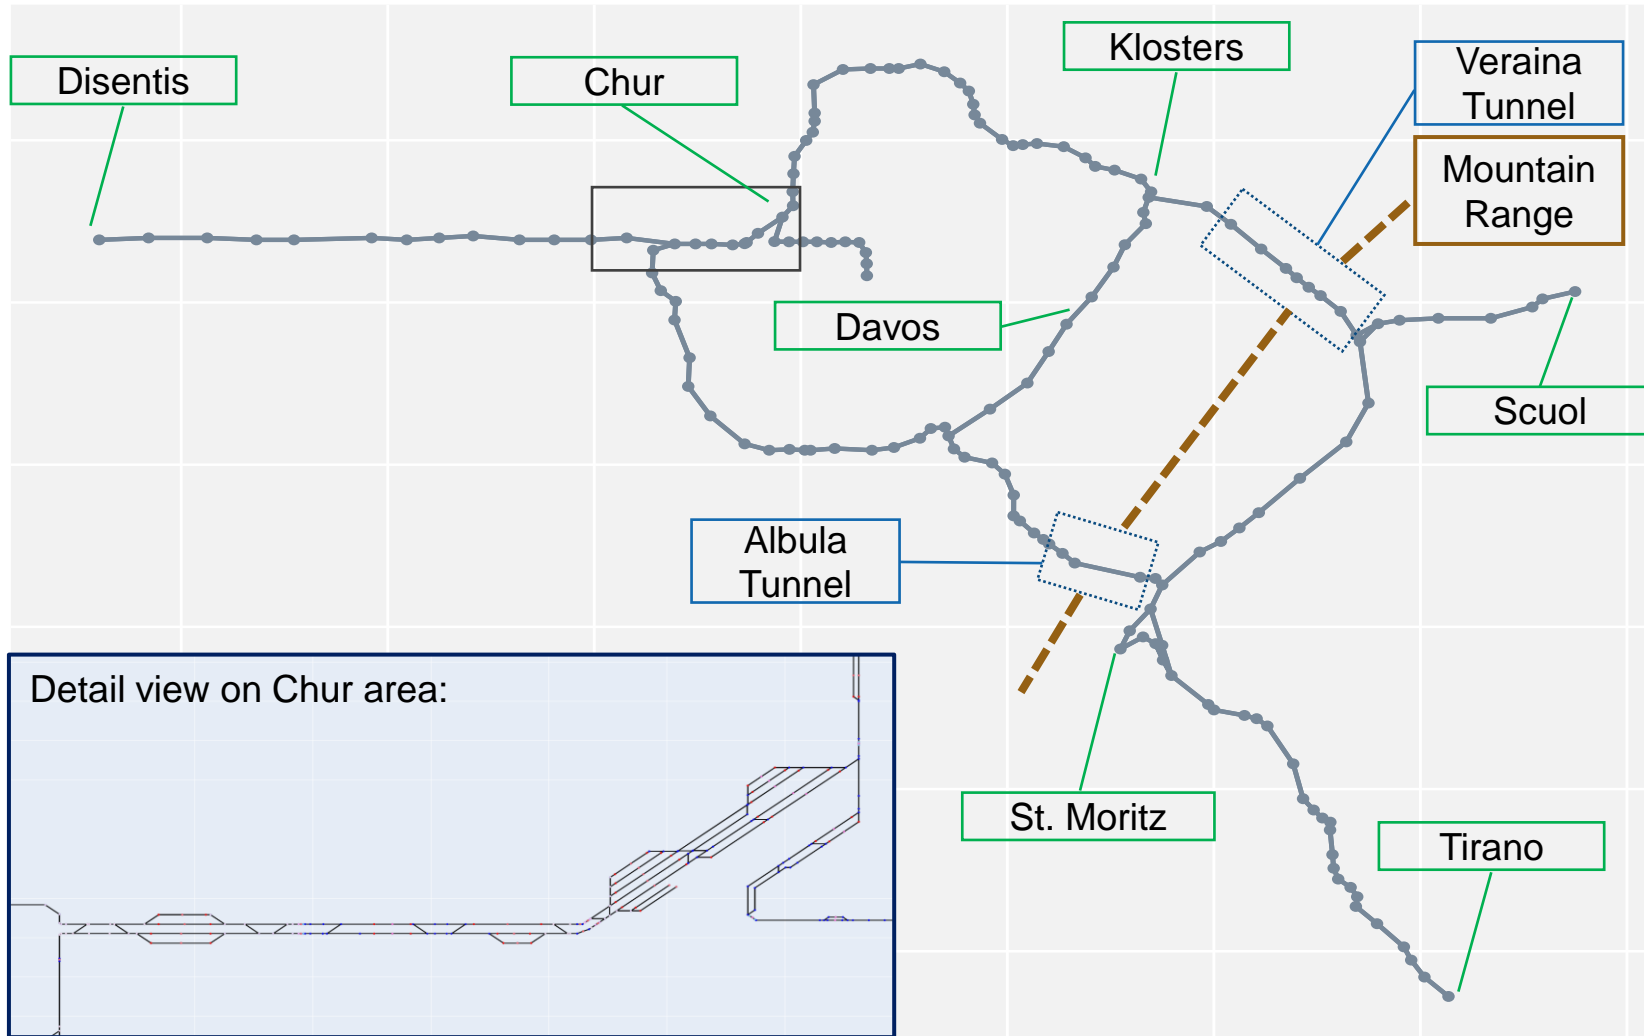 Disentis
Chur
Klosters
Veraina
Tunnel
Mountain
Range
Davos
Scuol
Albula
Tunnel
Detail view on Chur area:
St. Moritz
Tirano